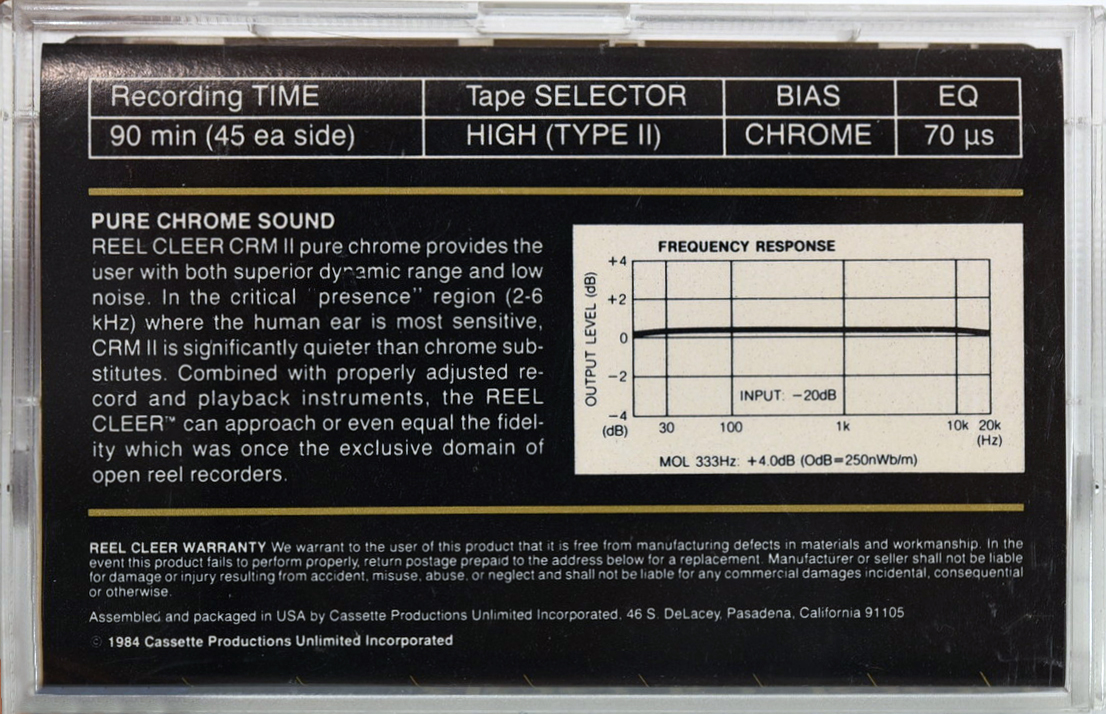 Recording TIME Tape SELECTOR BIAS EQ
90 min (45 ea side) HIGH (TYPE II) CHROME 70 µs
PURE CHROME SOUND
REEL CLEER CRM II pure chrome provides the
user with both superior dynamic range and low
noise. In the critical "presence" region (2-6
kHz) where the human ear is most sensitive,
CRM II is significantly quieter than chrome sub-
stitutes. Combined with properly adjusted re-
cord and playback instruments, the REEL
CLEER™ can approach or even equal the fidel-
ity which was once the exclusive domain of
open reel recorders.
FREQUENCY RESPONSE
OUTPUT LEVEL (dB)
+4
+2
0
−2
−4
INPUT: −20dB
(dB) 30 100 1k 10k 20k
(Hz)
MOL 333Hz: +4.0dB (OdB=250nWb/m)
REEL CLEER WARRANTY We warrant to the user of this product that it is free from manufacturing defects in materials and workmanship. In the
event this product fails to perform properly, return postage prepaid to the address below for a replacement. Manufacturer or seller shall not be liable
for damage or injury resulting from accident, misuse, abuse, or neglect and shall not be liable for any commercial damages incidental, consequential
or otherwise.
Assembled and packaged in USA by Cassette Productions Unlimited Incorporated, 46 S. DeLacey, Pasadena, California 91105
© 1984 Cassette Productions Unlimited Incorporated